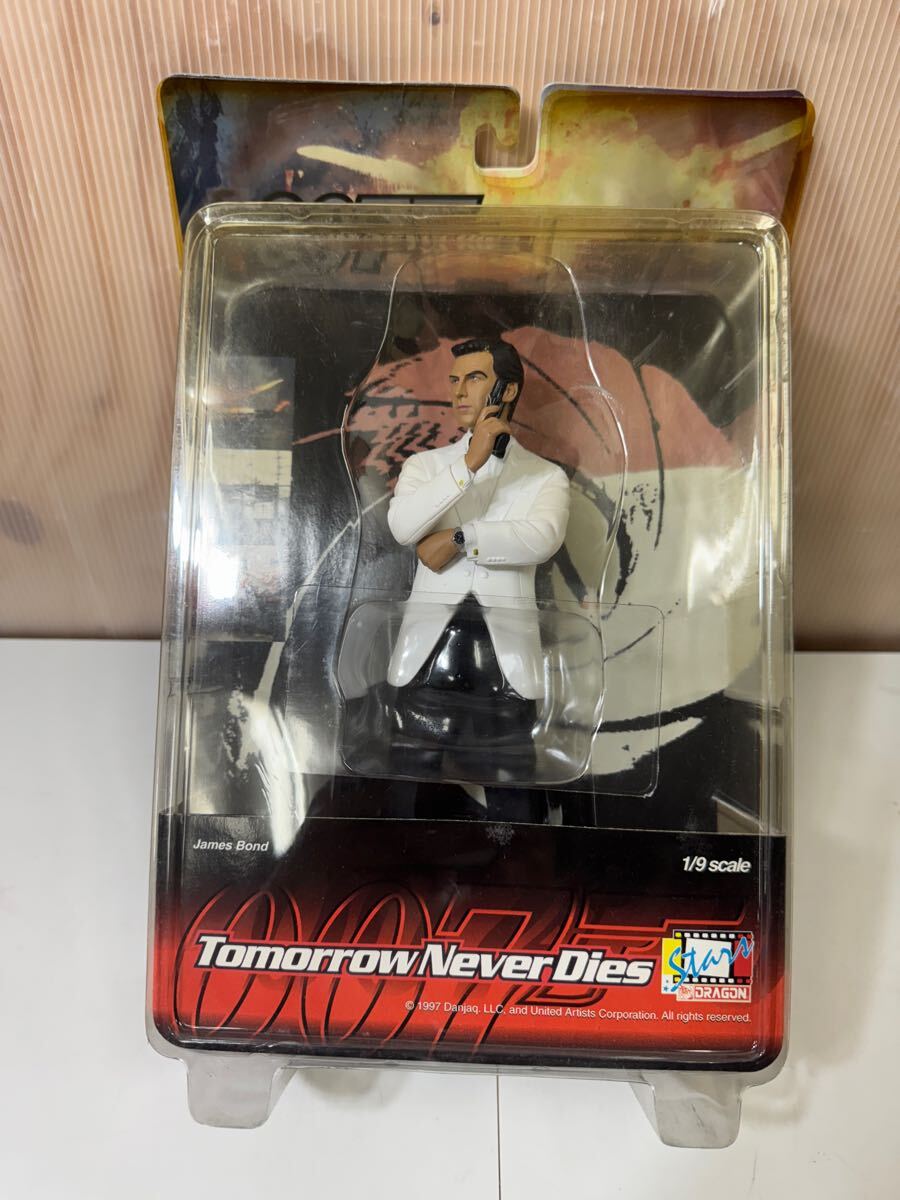 James Bond
1/9 scale
007
Tomorrow Never Dies
Stars
DRAGON
© 1997 Danjaq, LLC, and United Artists Corporation. All rights reserved.